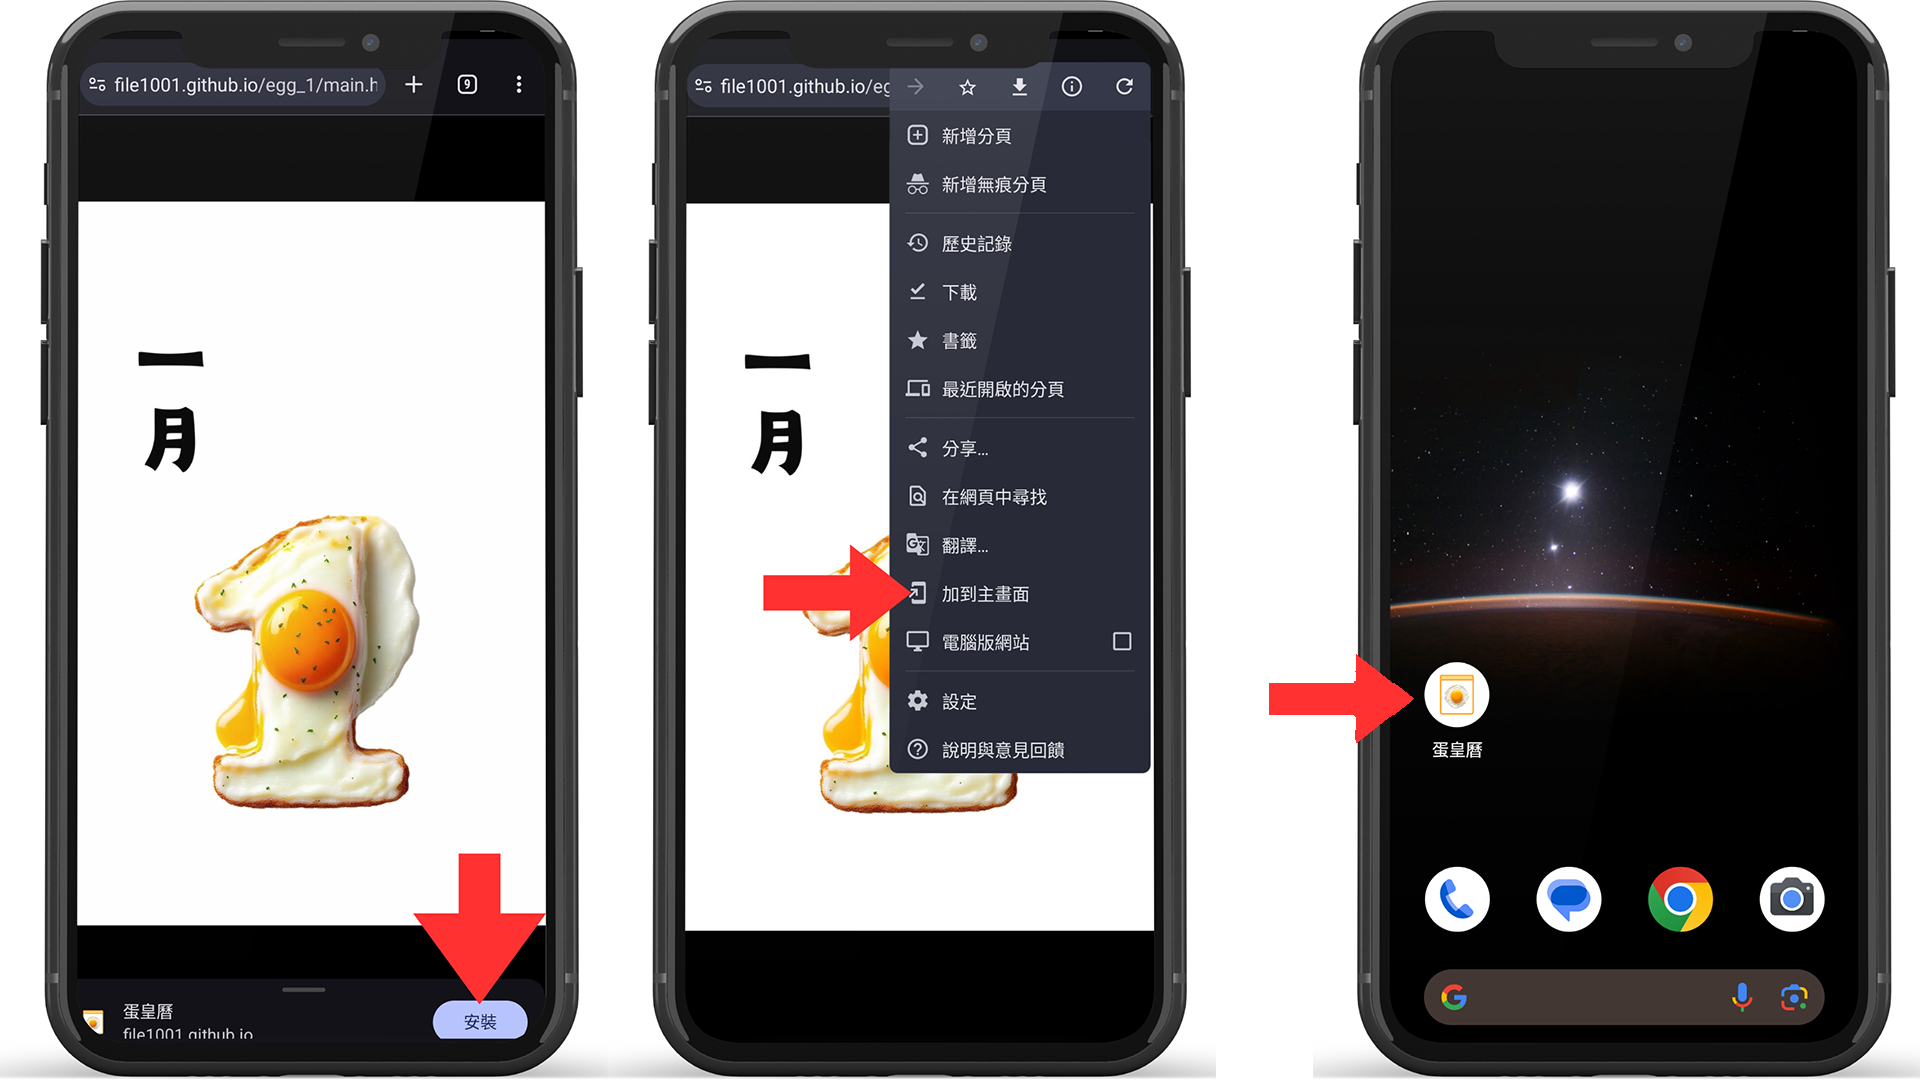 file1001.github.io/egg_1/main.h
9
一
月
蛋皇曆
file1001.github.io
安裝
file1001.github.io/eg
新增分頁
新增無痕分頁
歷史記錄
下載
書籤
最近開啟的分頁
分享...
在網頁中尋找
翻譯...
加到主畫面
電腦版網站
設定
說明與意見回饋
一
月
蛋皇曆